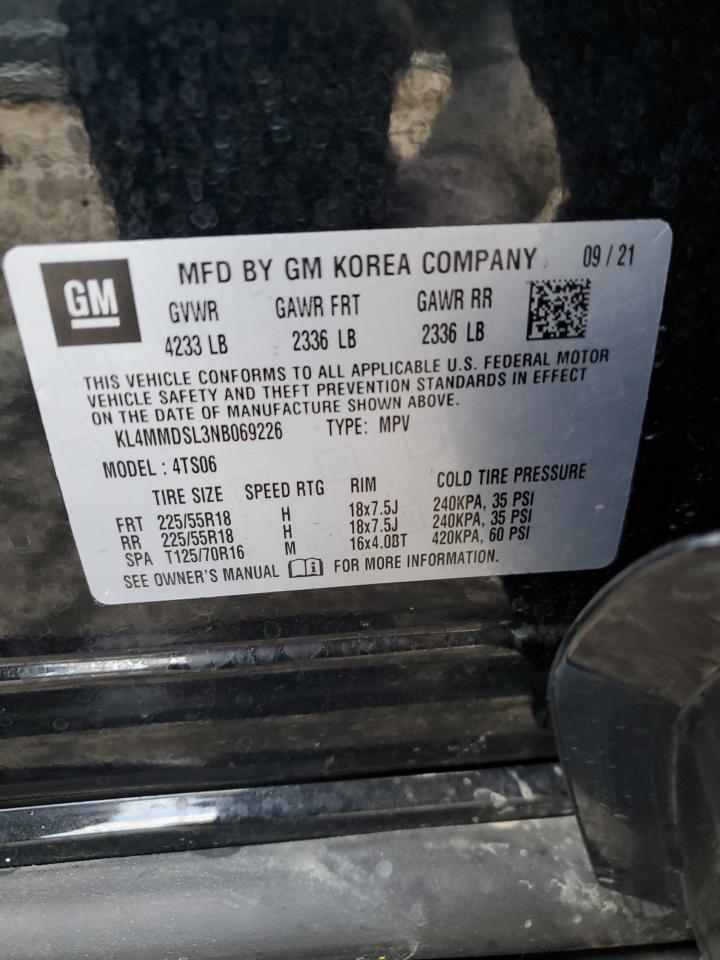 GM
MFD BY GM KOREA COMPANY 09 / 21
GVWR GAWR FRT GAWR RR
4233 LB 2336 LB 2336 LB
THIS VEHICLE CONFORMS TO ALL APPLICABLE U.S. FEDERAL MOTOR
VEHICLE SAFETY AND THEFT PREVENTION STANDARDS IN EFFECT
ON THE DATE OF MANUFACTURE SHOWN ABOVE.
KL4MMDSL3NB069226 TYPE: MPV
MODEL : 4TS06
TIRE SIZE SPEED RTG RIM COLD TIRE PRESSURE
FRT 225/55R18 H 18x7.5J 240KPA, 35 PSI
RR 225/55R18 H 18x7.5J 240KPA, 35 PSI
SPA T125/70R16 M 16x4.0BT 420KPA, 60 PSI
SEE OWNER'S MANUAL FOR MORE INFORMATION.